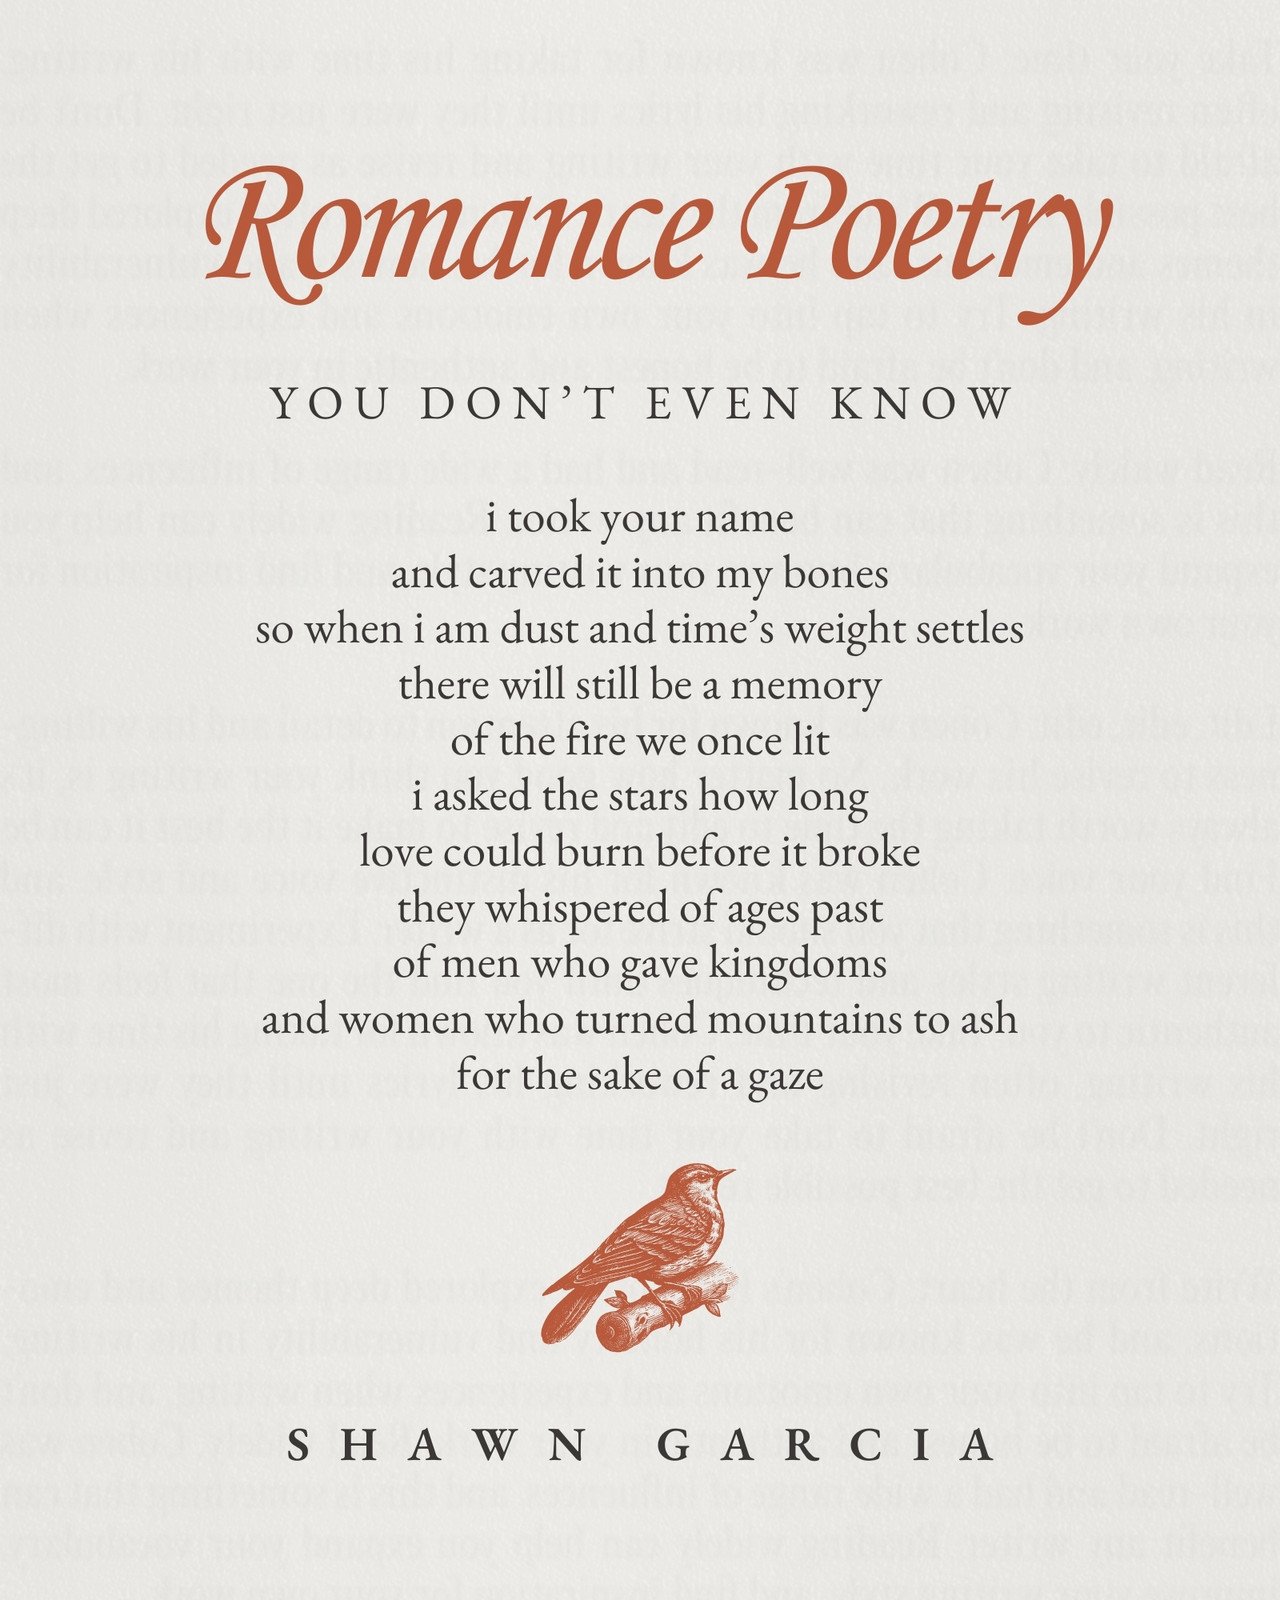 Romance Poetry
YOU DON’T EVEN KNOW
i took your name
and carved it into my bones
so when i am dust and time’s weight settles
there will still be a memory
of the fire we once lit
i asked the stars how long
love could burn before it broke
they whispered of ages past
of men who gave kingdoms
and women who turned mountains to ash
for the sake of a gaze
SHAWN GARCIA